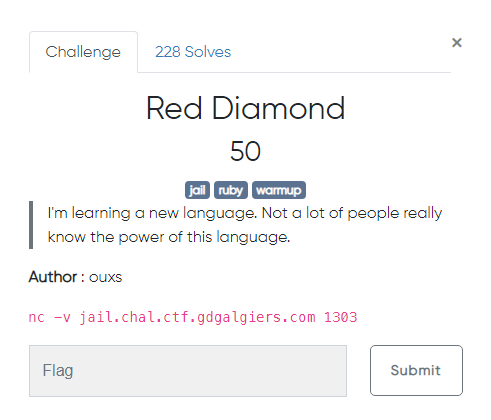 Challenge 228 Solves ×
Red Diamond
50
jail ruby warmup
I'm learning a new language. Not a lot of people really
know the power of this language.
Author : ouxs
nc -v jail.chal.ctf.gdgalgiers.com 1303
Flag Submit